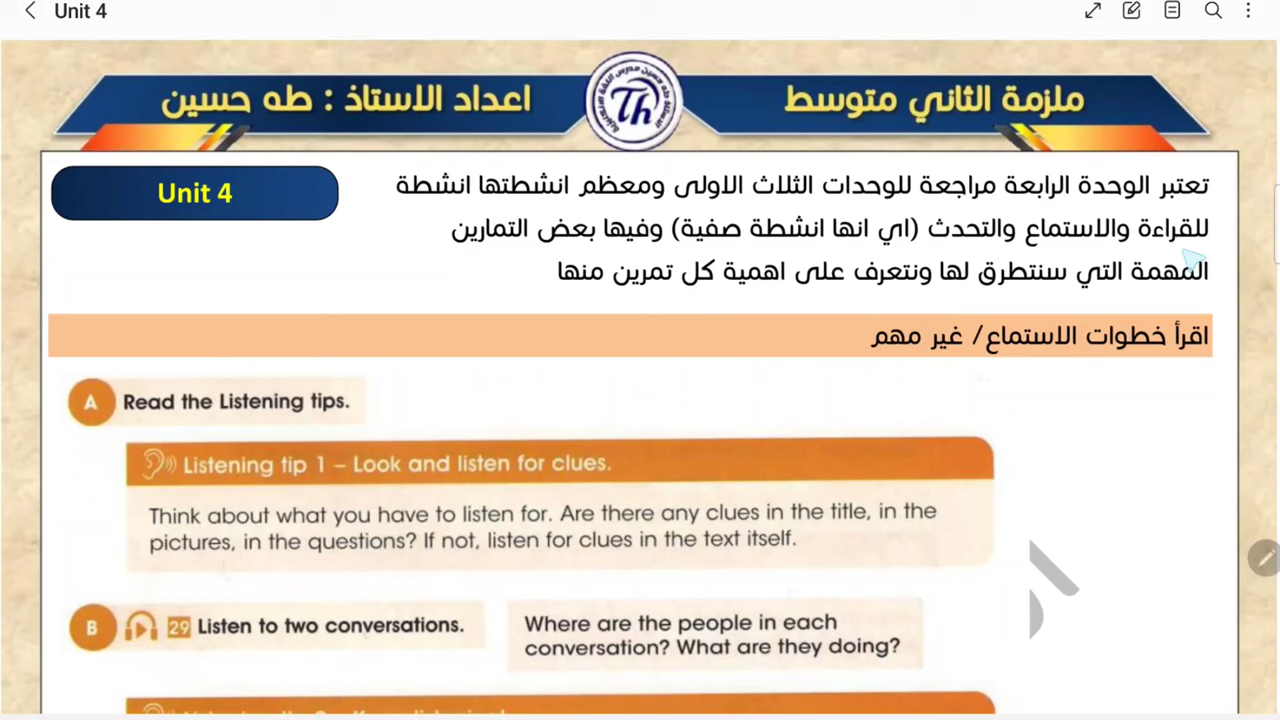 Unit 4
ملزمة الثاني متوسط
Th
اعداد الاستاذ : طه حسين
Unit 4
تعتبر الوحدة الرابعة مراجعة للوحدات الثلاث الاولى ومعظم انشطتها انشطة
للقراءة والاستماع والتحدث (اي انها انشطة صفية) وفيها بعض التمارين
المهمة التي سنتطرق لها ونتعرف على اهمية كل تمرين منها
اقرأ خطوات الاستماع/ غير مهم
A Read the Listening tips.
Listening tip 1 – Look and listen for clues.
Think about what you have to listen for. Are there any clues in the title, in the
pictures, in the questions? If not, listen for clues in the text itself.
B 29 Listen to two conversations.
Where are the people in each
conversation? What are they doing?